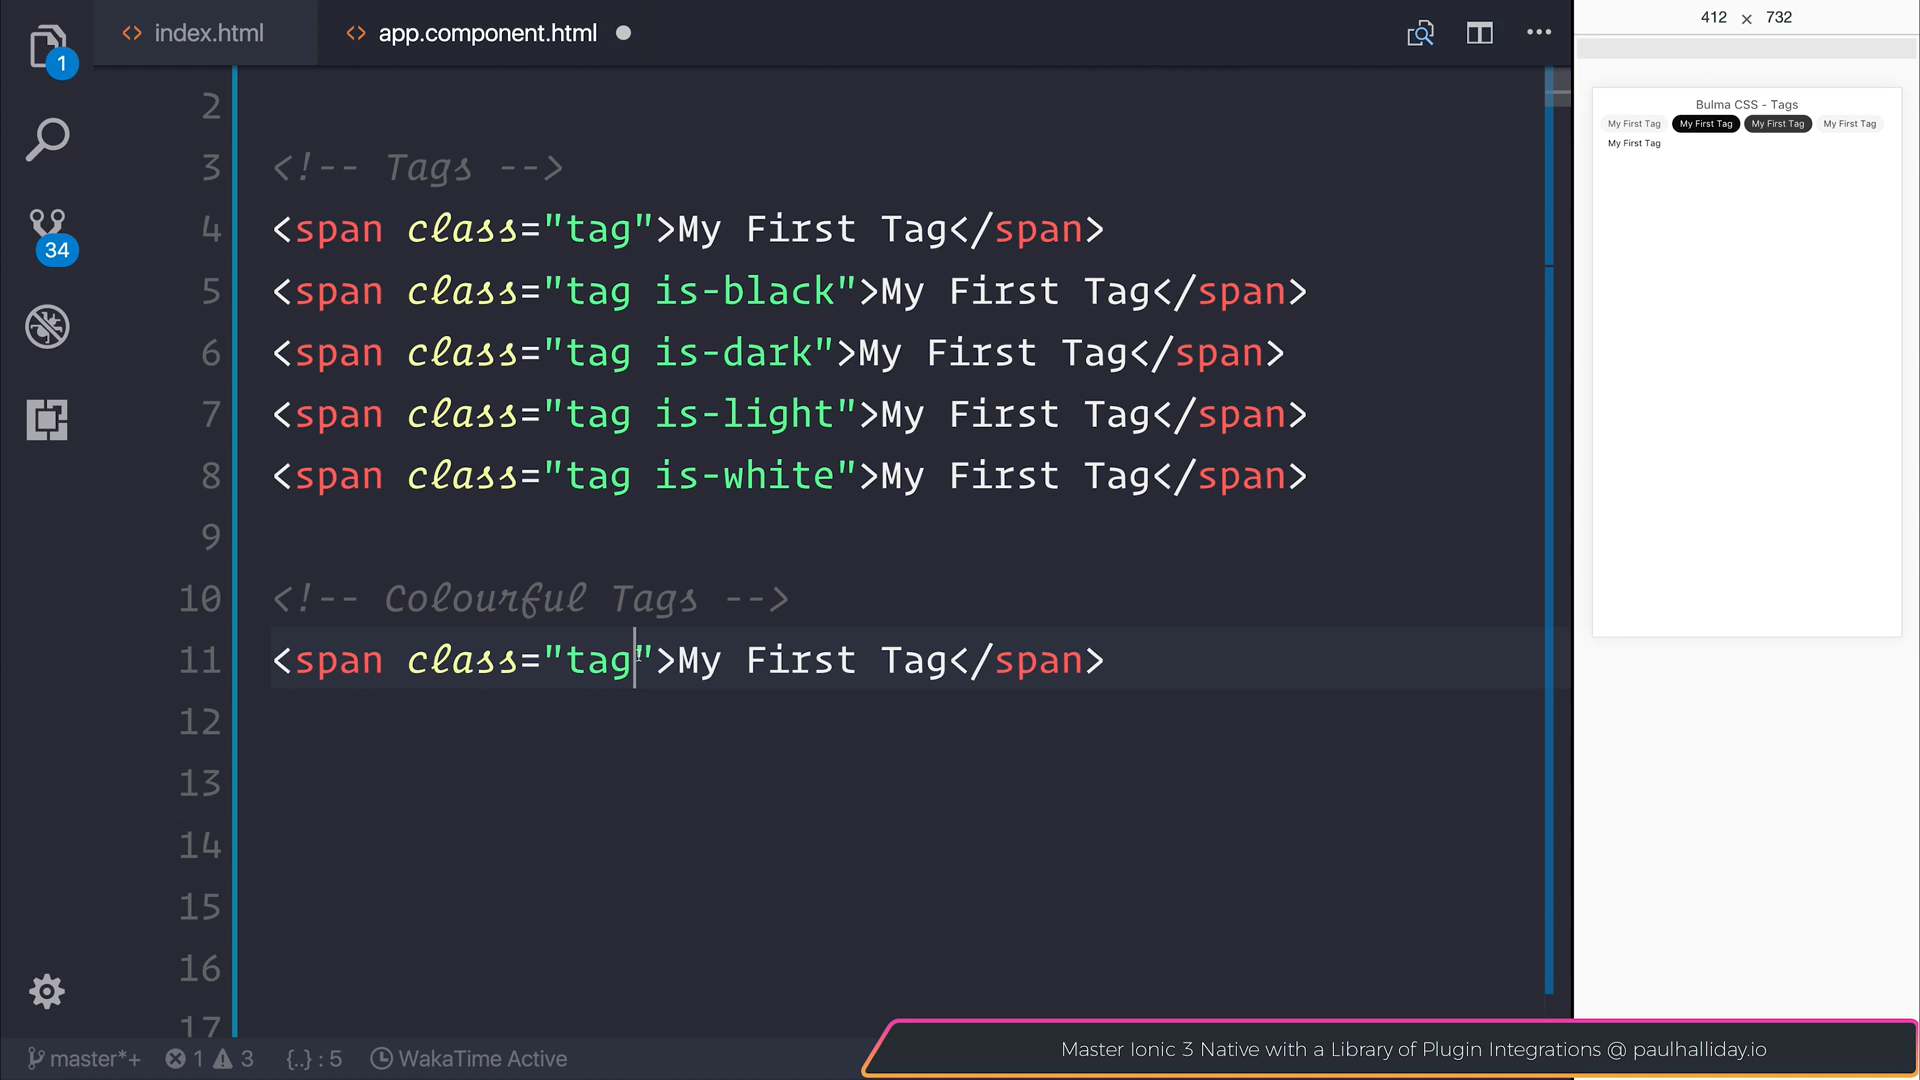 index.html
app.component.html
412 × 732
1
34
2
3 <!-- Tags -->
4 <span class="tag">My First Tag</span>
5 <span class="tag is-black">My First Tag</span>
6 <span class="tag is-dark">My First Tag</span>
7 <span class="tag is-light">My First Tag</span>
8 <span class="tag is-white">My First Tag</span>
9
10 <!-- Colourful Tags -->
11 <span class="tag">My First Tag</span>
12
13
14
15
16
17
Bulma CSS - Tags
My First Tag My First Tag My First Tag My First Tag
My First Tag
master*+ 1 3 {..} : 5 WakaTime Active
Master Ionic 3 Native with a Library of Plugin Integrations @ paulhalliday.io